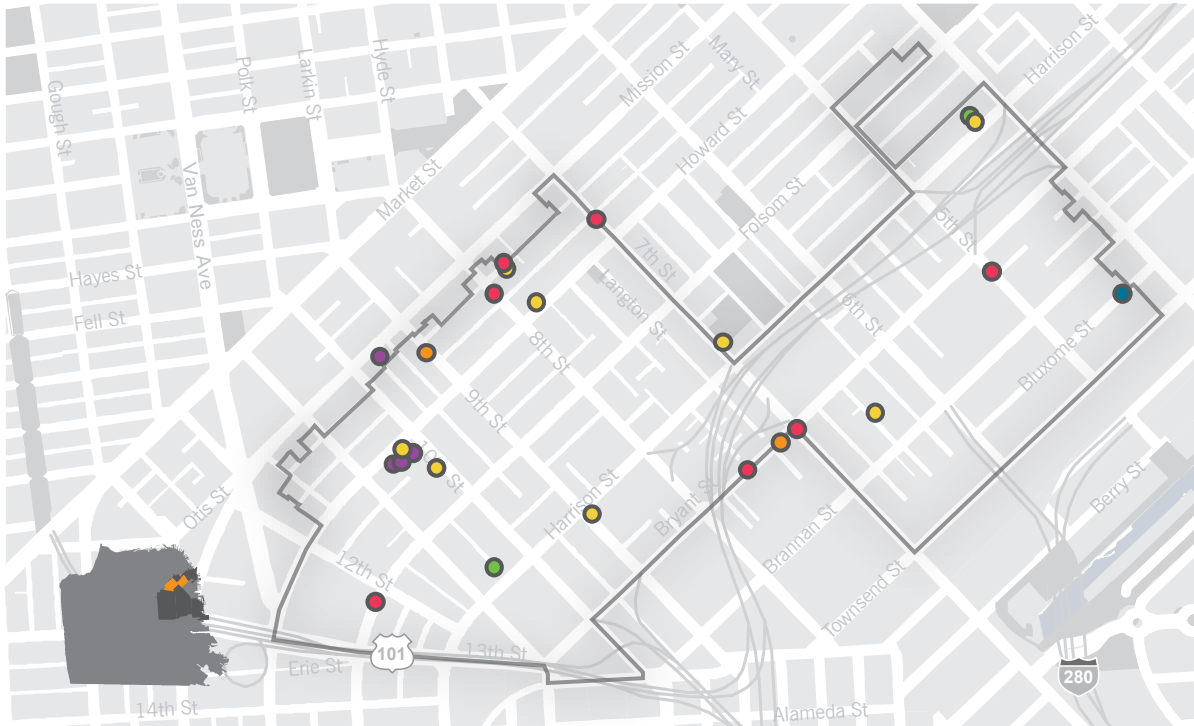 Gough St
Polk St
Larkin St
Hyde St
Mission St
Mary St
Harrison St
Van Ness Ave
Market St
Howard St
Folsom St
5th St
7th St
Hayes St
Fell St
Langton St
6th St
8th St
Bluxome St
9th St
10th St
Otis St
Harrison St
Bryant St
Berry St
Brannan St
12th St
Townsend St
101
13th St
Erie St
280
14th St
Alameda St